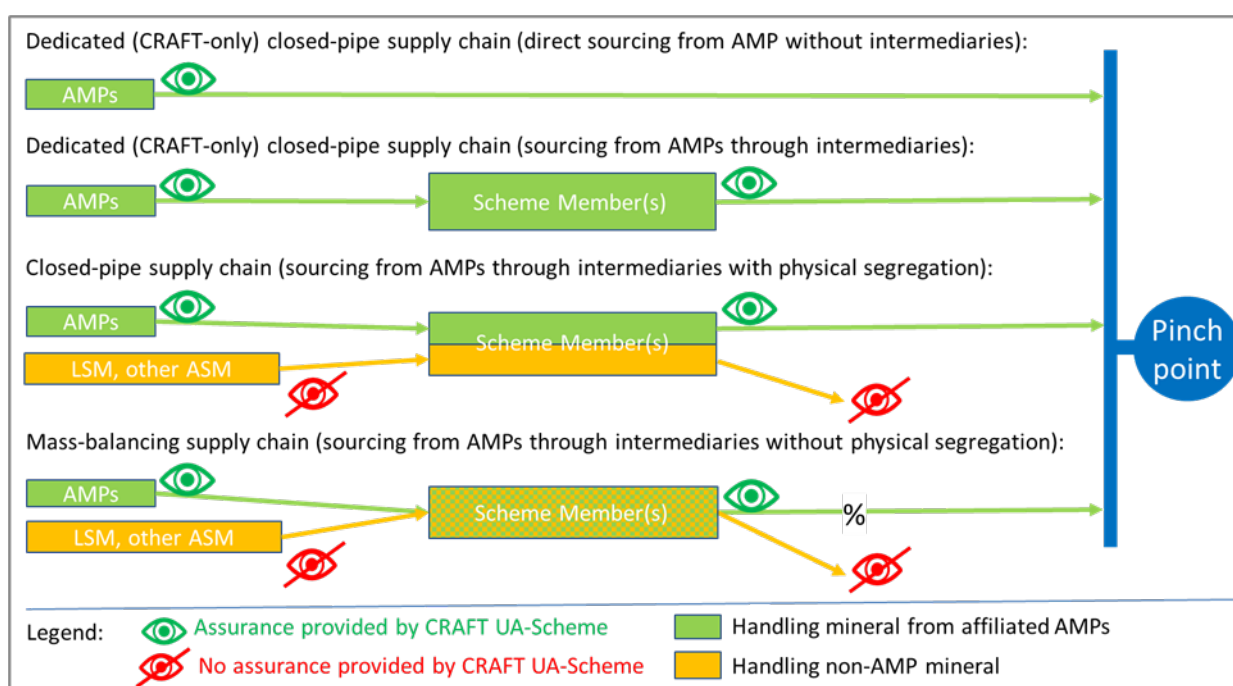 Dedicated (CRAFT-only) closed-pipe supply chain (direct sourcing from AMP without intermediaries):
AMPs
Dedicated (CRAFT-only) closed-pipe supply chain (sourcing from AMPs through intermediaries):
AMPs
Scheme Member(s)
Closed-pipe supply chain (sourcing from AMPs through intermediaries with physical segregation):
AMPs
Scheme Member(s)
LSM, other ASM
Pinch
point
Mass-balancing supply chain (sourcing from AMPs through intermediaries without physical segregation):
AMPs
Scheme Member(s)
%
LSM, other ASM
Legend:
Assurance provided by CRAFT UA-Scheme
Handling mineral from affiliated AMPs
No assurance provided by CRAFT UA-Scheme
Handling non-AMP mineral